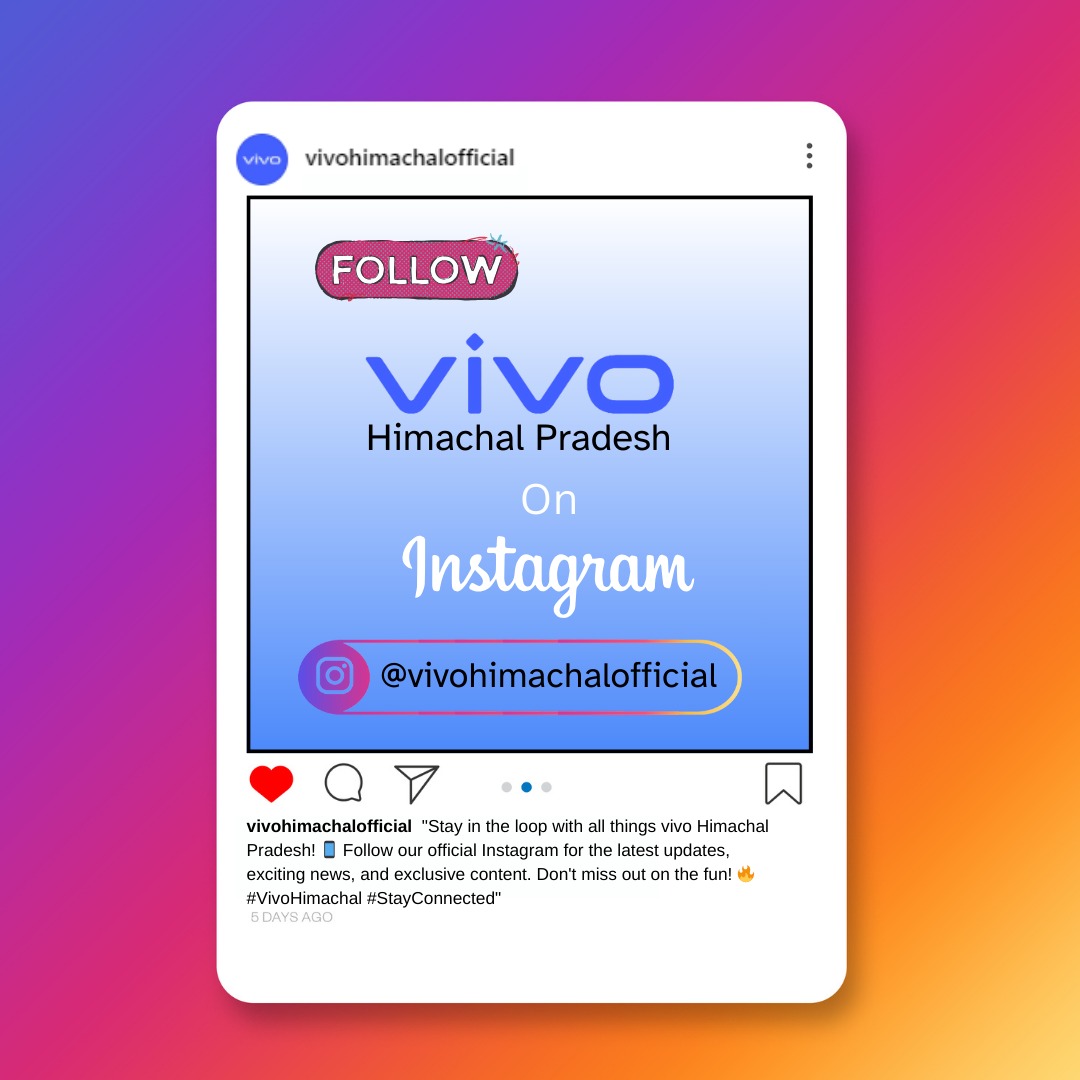 vivo vivohimachalofficial
FOLLOW
vivo
Himachal Pradesh
On
Instagram
@vivohimachalofficial
vivohimachalofficial "Stay in the loop with all things vivo Himachal
Pradesh! 📱 Follow our official Instagram for the latest updates,
exciting news, and exclusive content. Don't miss out on the fun! 🔥
#VivoHimachal #StayConnected"
5 DAYS AGO